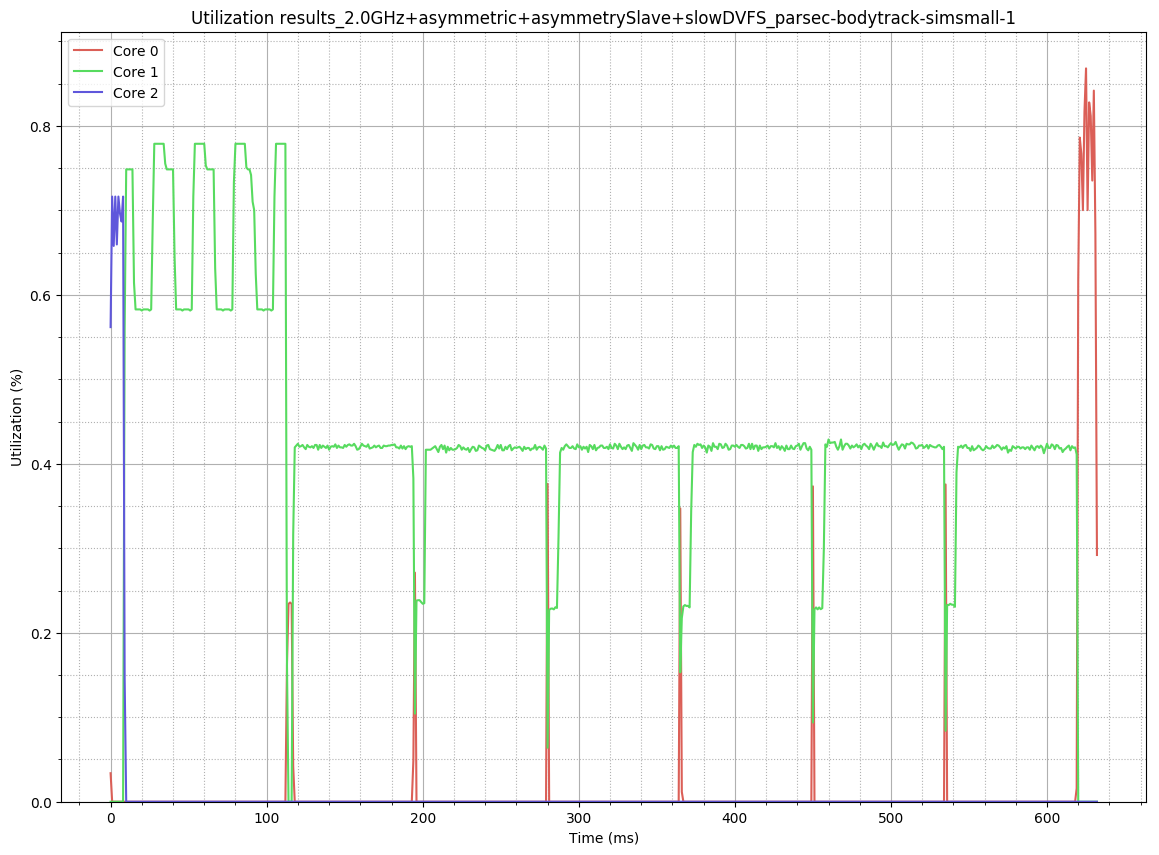 Utilization results_2.0GHz+asymmetric+asymmetrySlave+slowDVFS_parsec-bodytrack-simsmall-1
Core 0
Core 1
Core 2
Utilization (%)
0.8
0.6
0.4
0.2
0.0
0 100 200 300 400 500 600
Time (ms)